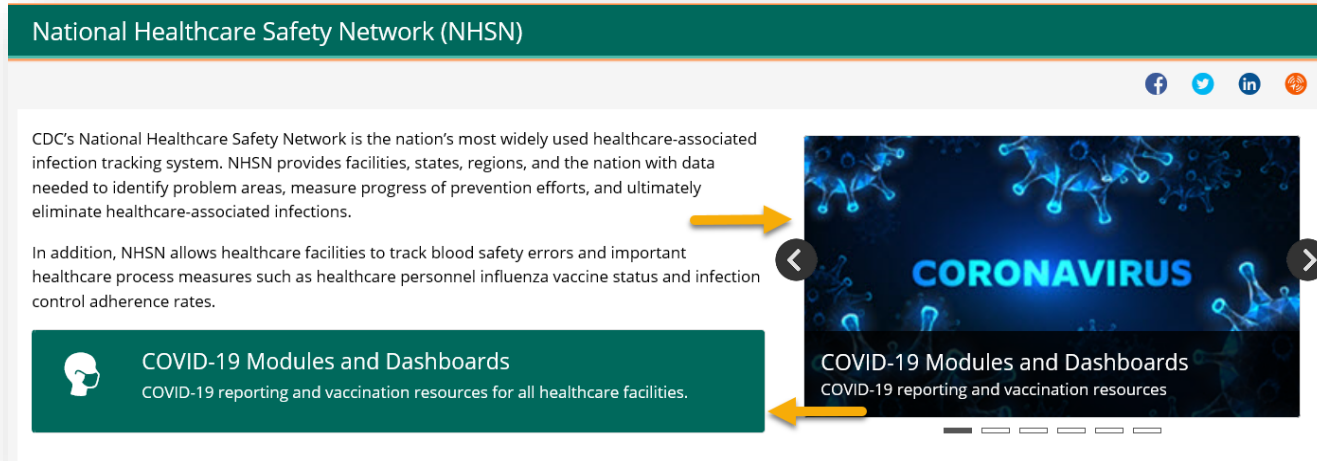 National Healthcare Safety Network (NHSN)
CDC’s National Healthcare Safety Network is the nation’s most widely used healthcare-associated
infection tracking system. NHSN provides facilities, states, regions, and the nation with data
needed to identify problem areas, measure progress of prevention efforts, and ultimately
eliminate healthcare-associated infections.
In addition, NHSN allows healthcare facilities to track blood safety errors and important
healthcare process measures such as healthcare personnel influenza vaccine status and infection
control adherence rates.
COVID-19 Modules and Dashboards
COVID-19 reporting and vaccination resources for all healthcare facilities.
CORONAVIRUS
COVID-19 Modules and Dashboards
COVID-19 reporting and vaccination resources